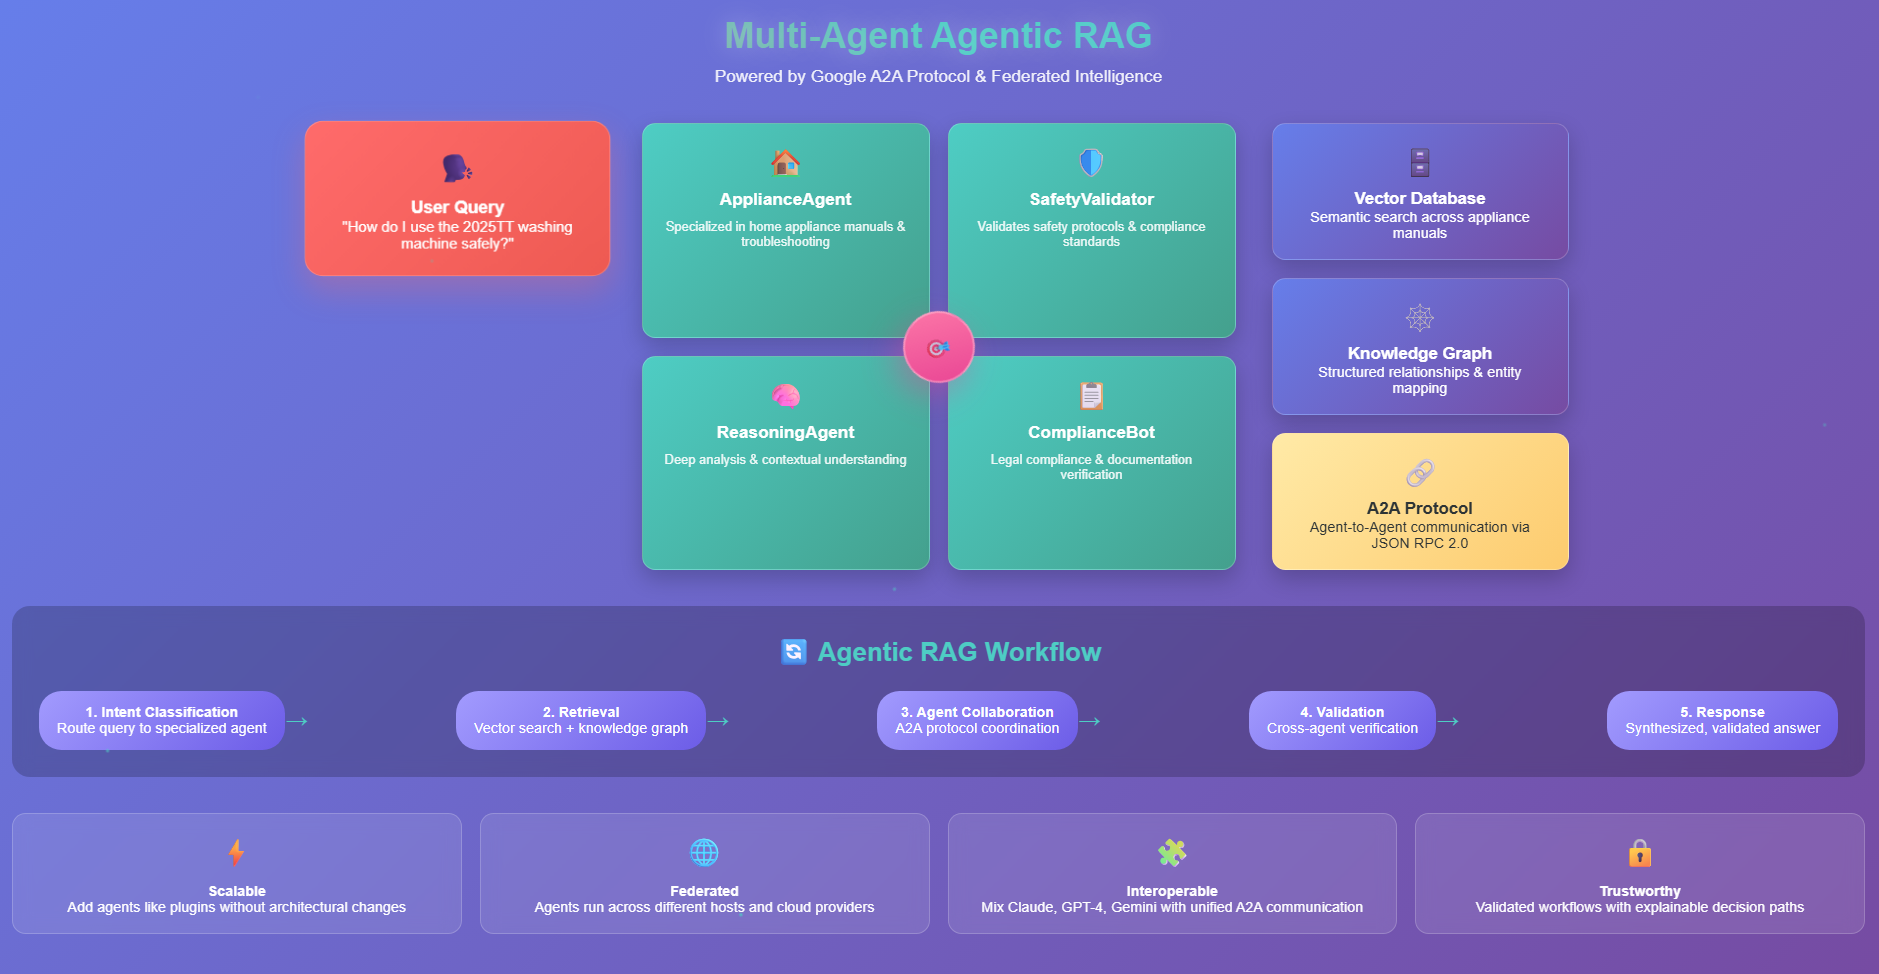 Multi-Agent Agentic RAG
Powered by Google A2A Protocol & Federated Intelligence
User Query
"How do I use the 2025TT washing
machine safely?"
ApplianceAgent
Specialized in home appliance manuals &
troubleshooting
SafetyValidator
Validates safety protocols & compliance
standards
ReasoningAgent
Deep analysis & contextual understanding
ComplianceBot
Legal compliance & documentation
verification
Vector Database
Semantic search across appliance
manuals
Knowledge Graph
Structured relationships & entity
mapping
A2A Protocol
Agent-to-Agent communication via
JSON RPC 2.0
Agentic RAG Workflow
1. Intent Classification
Route query to specialized agent
2. Retrieval
Vector search + knowledge graph
3. Agent Collaboration
A2A protocol coordination
4. Validation
Cross-agent verification
5. Response
Synthesized, validated answer
Scalable
Add agents like plugins without architectural changes
Federated
Agents run across different hosts and cloud providers
Interoperable
Mix Claude, GPT-4, Gemini with unified A2A communication
Trustworthy
Validated workflows with explainable decision paths